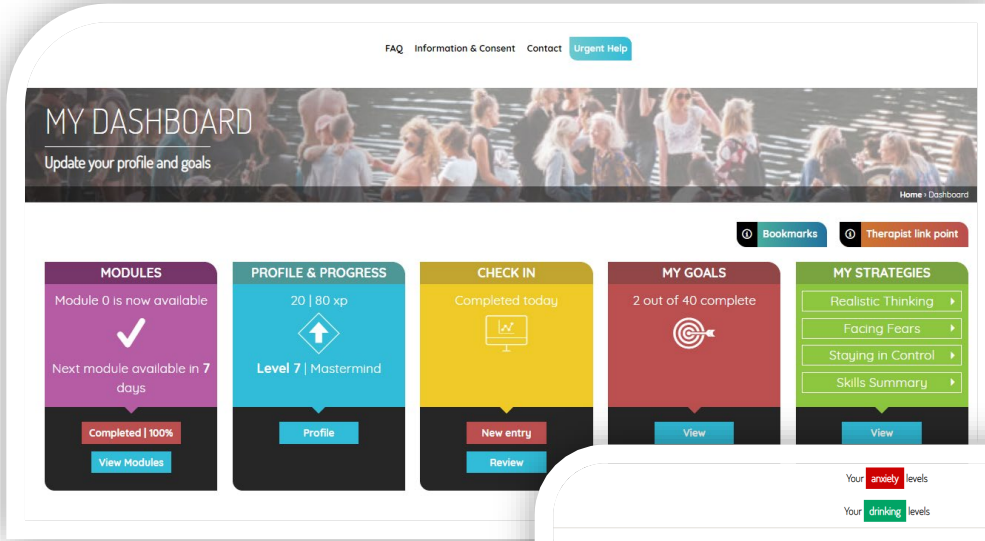 FAQ Information & Consent Contact Urgent Help
MY DASHBOARD
Update your profile and goals
Home › Dashboard
Bookmarks
Therapist link point
MODULES
Module 0 is now available
Next module available in 7
days
Completed | 100%
View Modules
PROFILE & PROGRESS
20 | 80 xp
Level 7 | Mastermind
Profile
CHECK IN
Completed today
New entry
Review
MY GOALS
2 out of 40 complete
View
MY STRATEGIES
Realistic Thinking
Facing Fears
Staying in Control
Skills Summary
View
Your anxiety levels
Your drinking levels